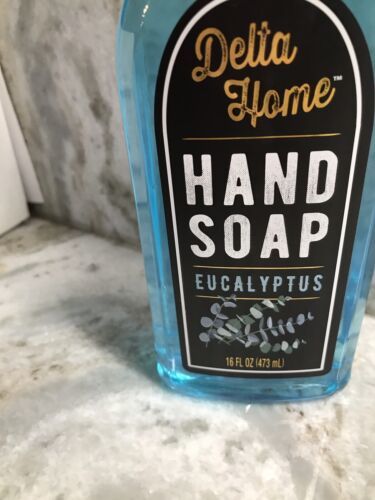 Delta
Home™
HAND
SOAP
EUCALYPTUS
16 FL OZ (473 mL)